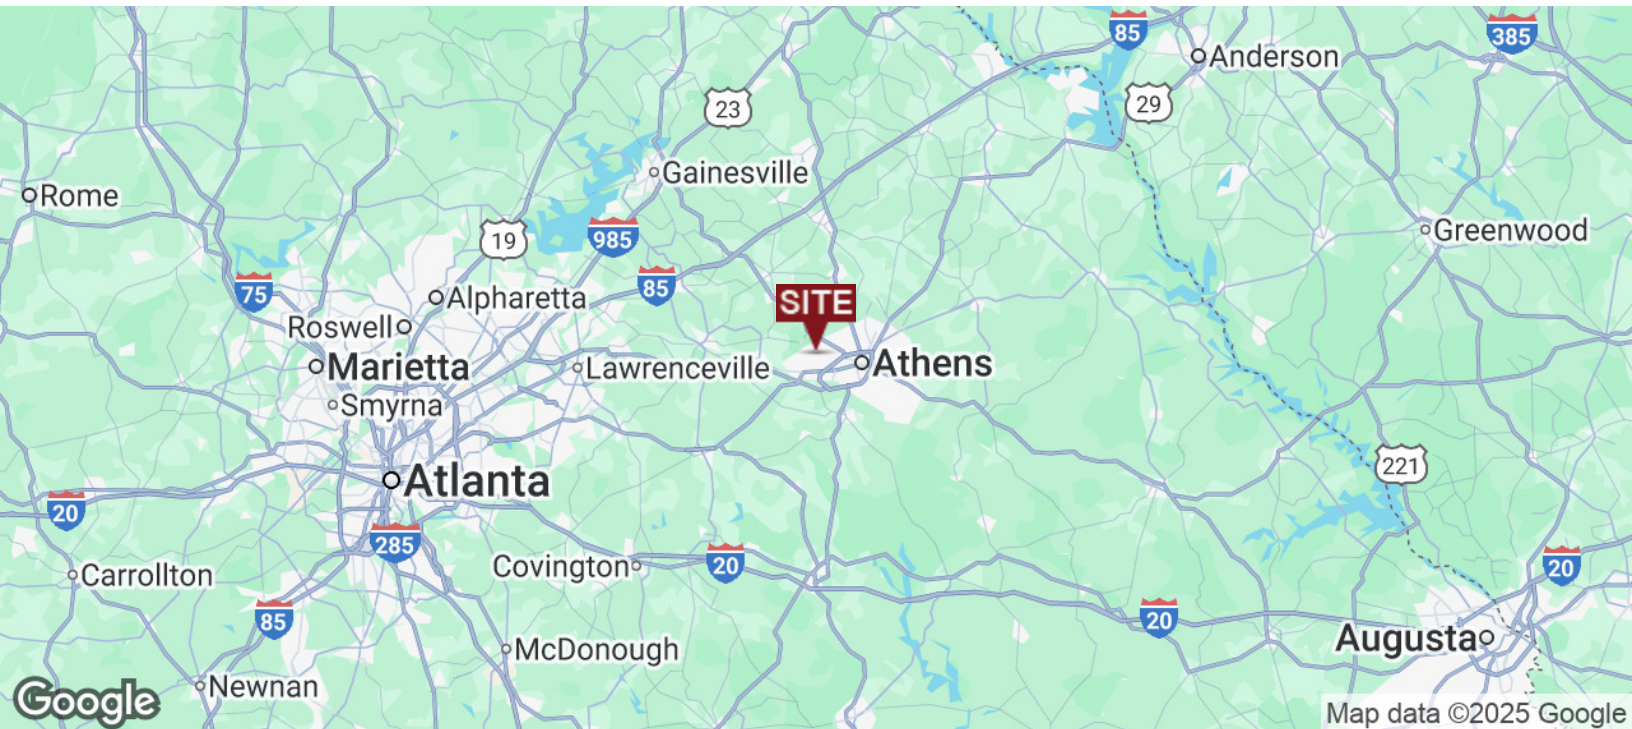 85
385
Anderson
23
29
Gainesville
Rome
19
985
Greenwood
75
85
SITE
Alpharetta
Roswell
Marietta
Lawrenceville
Athens
Smyrna
Atlanta
221
20
285
Covington
20
20
Carrollton
85
20
McDonough
Augusta
Newnan
Google
Map data ©2025 Google